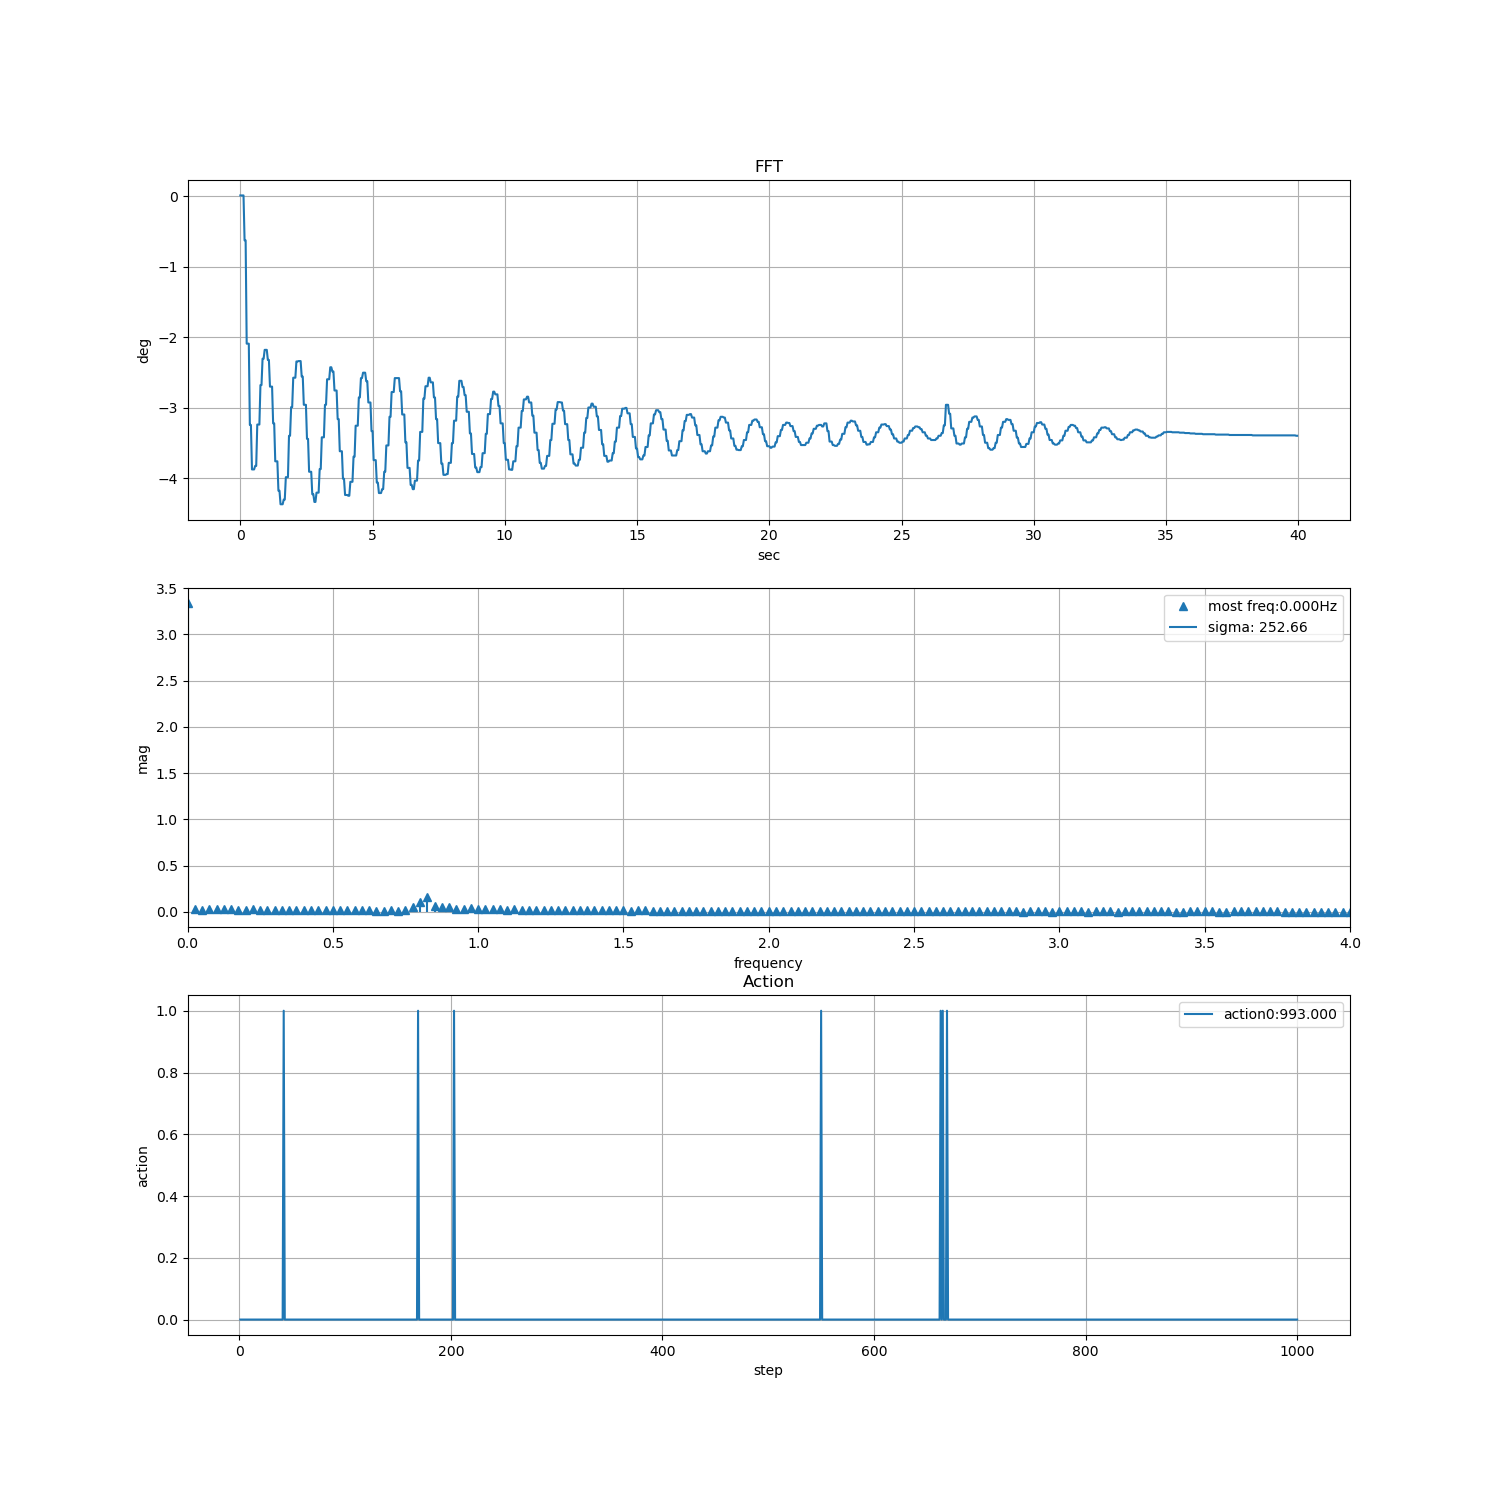 FFT
0
−1
−2
−3
−4
deg
0 5 10 15 20 25 30 35 40
sec
3.5
3.0
2.5
2.0
1.5
1.0
0.5
0.0
mag
most freq:0.000Hz
sigma: 252.66
0.0 0.5 1.0 1.5 2.0 2.5 3.0 3.5 4.0
frequency
Action
1.0
0.8
0.6
0.4
0.2
0.0
action
action0:993.000
0 200 400 600 800 1000
step